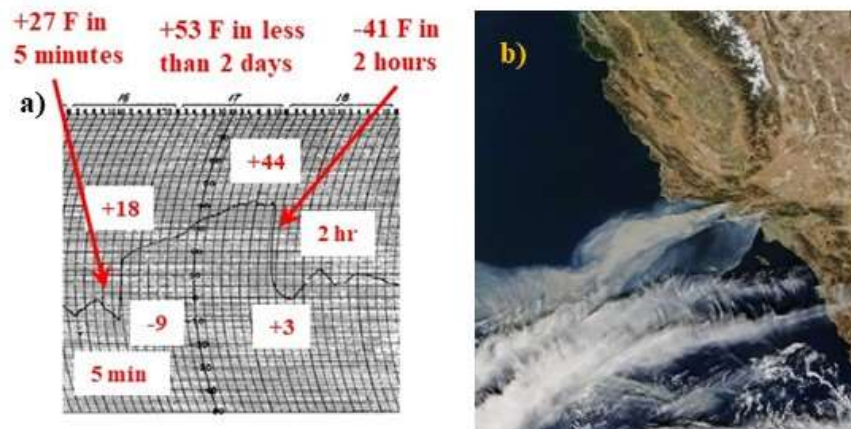 +27 F in
5 minutes
+53 F in less
than 2 days
-41 F in
2 hours
a)
b)
16
17
18
+44
+18
2 hr
-9
+3
5 min